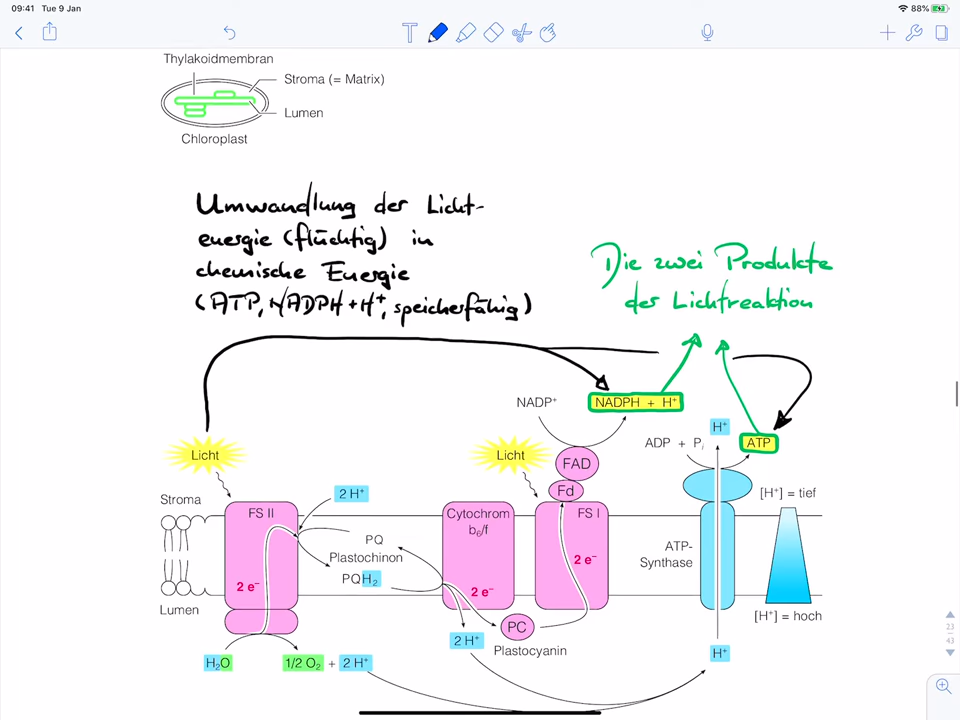 09:41 Tue 9 Jan
88%
T
Thylakoidmembran
Stroma (= Matrix)
Lumen
Chloroplast
Umwandlung der Licht-
energie (flüchtig) in
chemische Energie
(ATP, NADPH + H⁺, speicherfähig)
Die zwei Produkte
der Lichtreaktion
NADP⁺
NADPH + H⁺
H⁺
ADP + Pᵢ
ATP
Licht
Licht
FAD
Fd
Stroma
2 H⁺
[H⁺] = tief
FS II
Cytochrom
b₆/f
FS I
PQ
Plastochinon
PQH₂
ATP-
Synthase
2 e⁻
2 e⁻
2 e⁻
Lumen
[H⁺] = hoch
PC
2 H⁺
Plastocyanin
H₂O
1/2 O₂ + 2 H⁺
H⁺
23
43